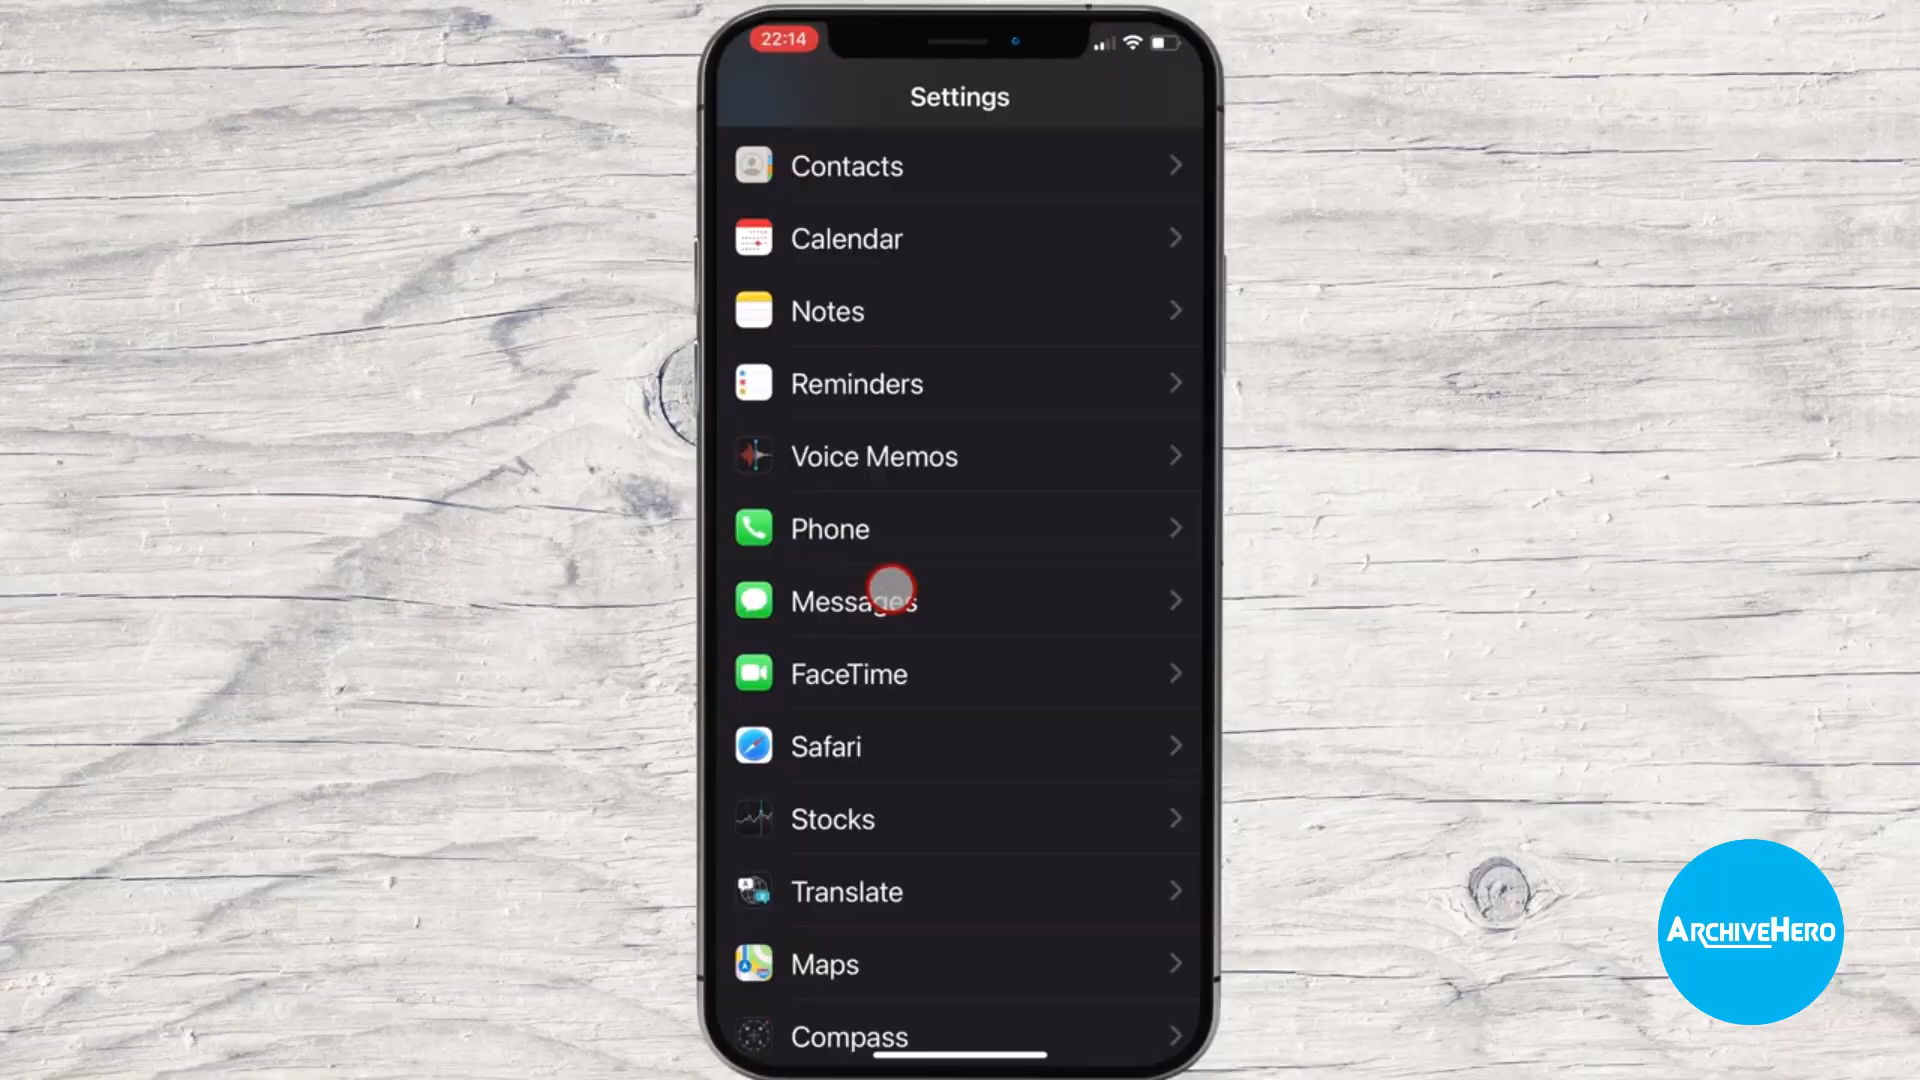 22:14
Settings
Contacts
Calendar
Notes
Reminders
Voice Memos
Phone
Messages
FaceTime
Safari
Stocks
Translate
Maps
Compass
ArchiveHero